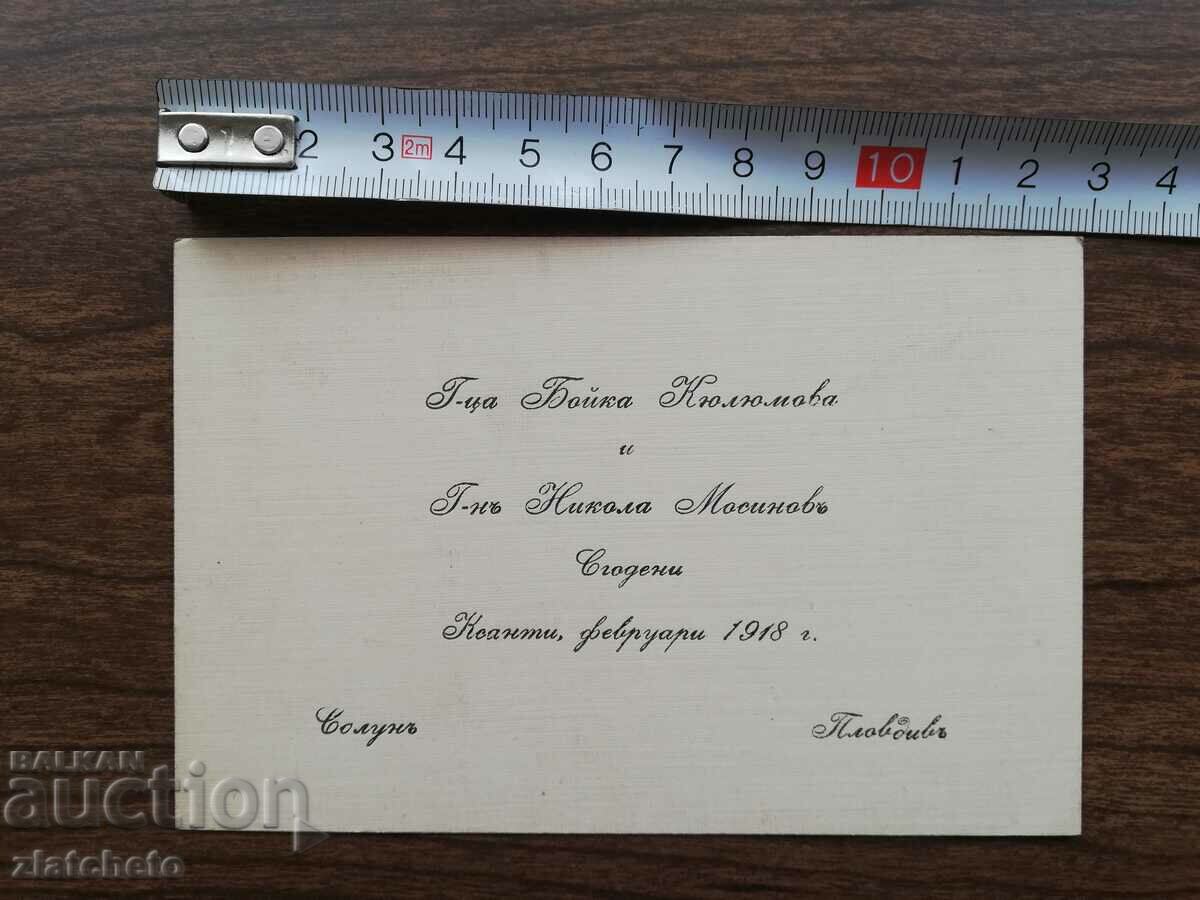 2 3 2m 4 5 6 7 8 9 10 1 2 3 4
Г-ца Бойка Кюлюмова
и
Г-нъ Никола Мосиновъ
Сгодени
Ксанти, февруари 1918 г.
Солунъ Пловдивъ
BALKAN
auction
zlatcheto